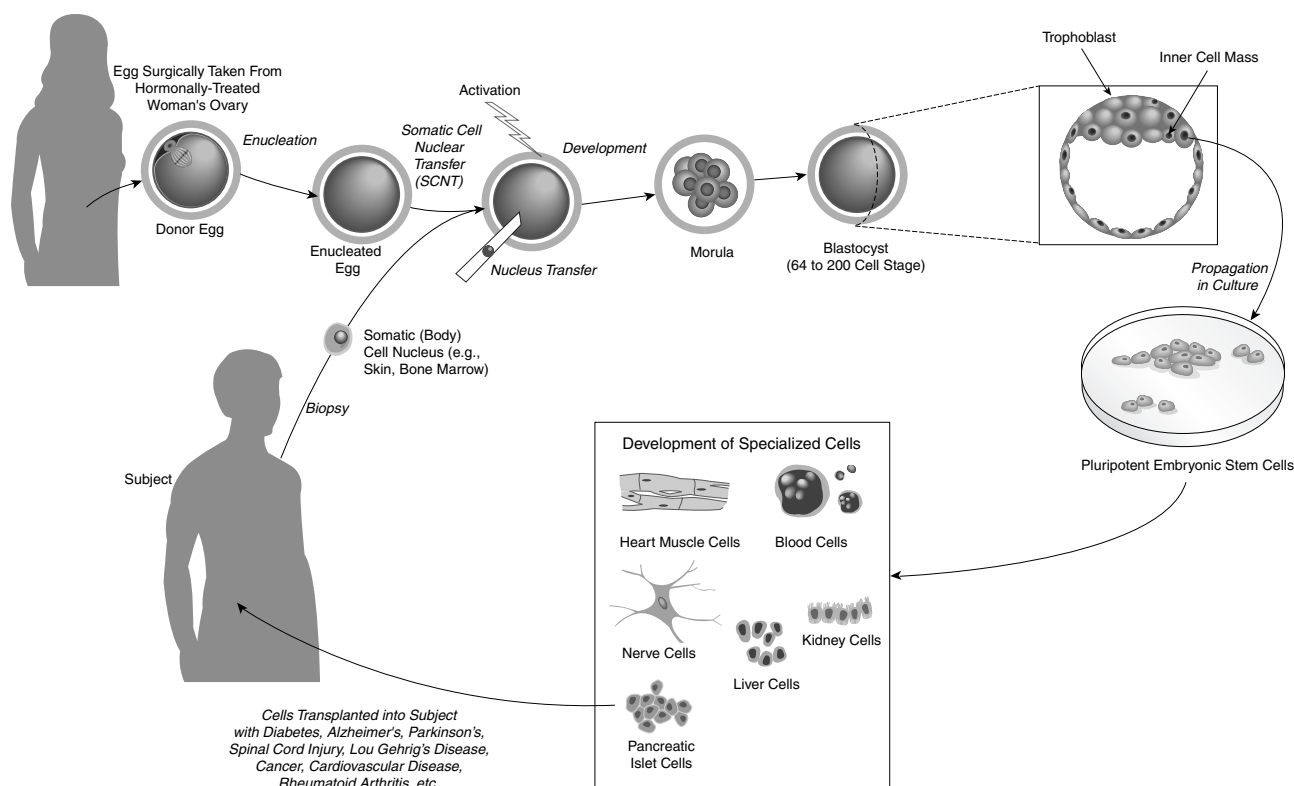 Egg Surgically Taken From
Hormonally-Treated
Woman's Ovary
Donor Egg
Enucleation
Enucleated
Egg
Somatic Cell
Nuclear
Transfer
(SCNT)
Activation
Nucleus Transfer
Development
Morula
Blastocyst
(64 to 200 Cell Stage)
Trophoblast
Inner Cell Mass
Propagation
in Culture
Pluripotent Embryonic Stem Cells
Somatic (Body)
Cell Nucleus (e.g.,
Skin, Bone Marrow)
Biopsy
Subject
Development of Specialized Cells
Heart Muscle Cells
Blood Cells
Nerve Cells
Kidney Cells
Liver Cells
Pancreatic
Islet Cells
Cells Transplanted into Subject
with Diabetes, Alzheimer's, Parkinson's,
Spinal Cord Injury, Lou Gehrig's Disease,
Cancer, Cardiovascular Disease,
Rheumatoid Arthritis, etc